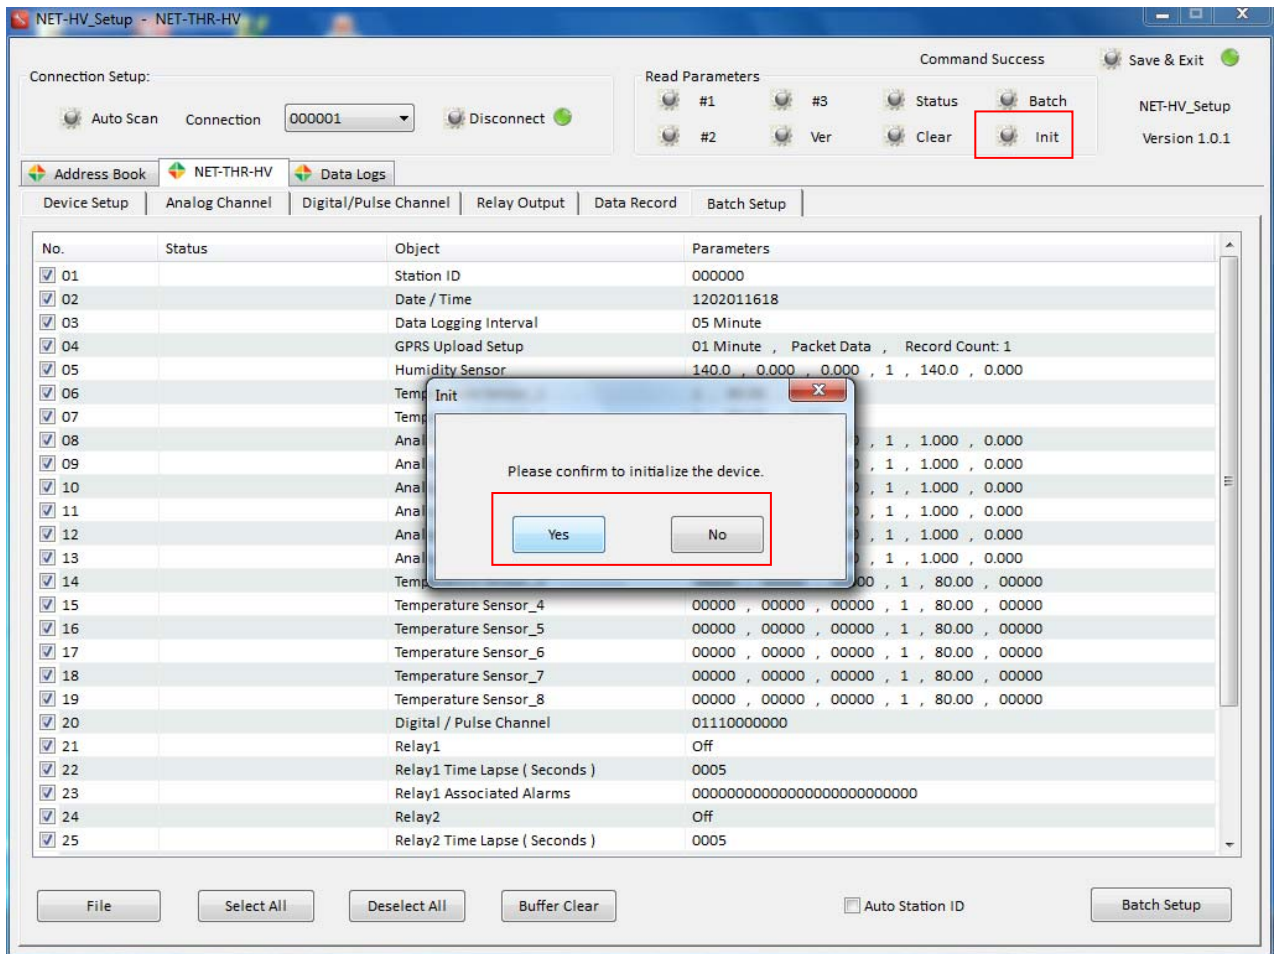 NET-HV_Setup - NET-THR-HV
Command Success Save & Exit
Connection Setup: Read Parameters
#1 #3 Status Batch NET-HV_Setup
Auto Scan Connection 000001 Disconnect
#2 Ver Clear Init Version 1.0.1
Address Book NET-THR-HV Data Logs
Device Setup Analog Channel Digital/Pulse Channel Relay Output Data Record Batch Setup
No. Status Object Parameters
01 Station ID 000000
02 Date / Time 1202011618
03 Data Logging Interval 05 Minute
04 GPRS Upload Setup 01 Minute , Packet Data , Record Count: 1
05 Humidity Sensor 140.0 , 0.000 , 0.000 , 1 , 140.0 , 0.000
06 Temp
Init
07 Temp
08 Anal , 1 , 1.000 , 0.000
09 Anal , 1 , 1.000 , 0.000
Please confirm to initialize the device.
10 Anal , 1 , 1.000 , 0.000
11 Anal , 1 , 1.000 , 0.000
12 Anal , 1 , 1.000 , 0.000
Yes No
13 Anal , 1 , 1.000 , 0.000
14 Temp 00 , 1 , 80.00 , 00000
15 Temperature Sensor_4 00000 , 00000 , 00000 , 1 , 80.00 , 00000
16 Temperature Sensor_5 00000 , 00000 , 00000 , 1 , 80.00 , 00000
17 Temperature Sensor_6 00000 , 00000 , 00000 , 1 , 80.00 , 00000
18 Temperature Sensor_7 00000 , 00000 , 00000 , 1 , 80.00 , 00000
19 Temperature Sensor_8 00000 , 00000 , 00000 , 1 , 80.00 , 00000
20 Digital / Pulse Channel 01110000000
21 Relay1 Off
22 Relay1 Time Lapse ( Seconds ) 0005
23 Relay1 Associated Alarms 00000000000000000000000000
24 Relay2 Off
25 Relay2 Time Lapse ( Seconds ) 0005
File Select All Deselect All Buffer Clear Auto Station ID Batch Setup